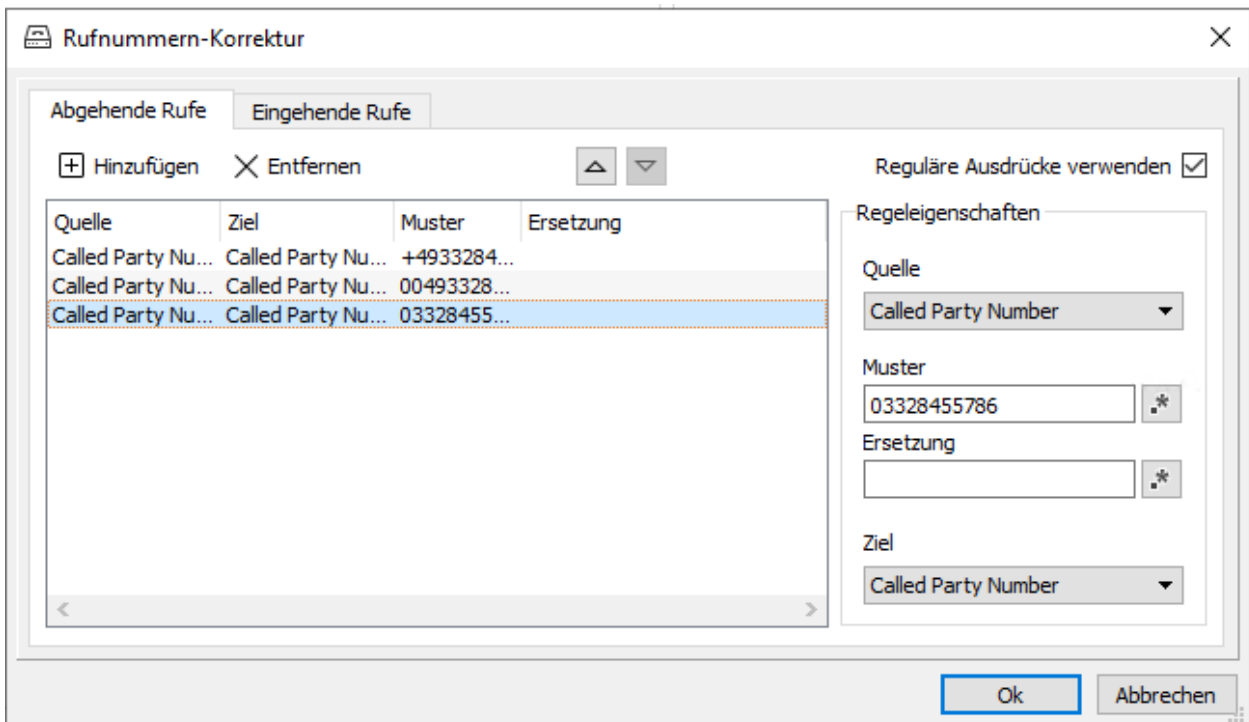 Rufnummern-Korrektur
Abgehende Rufe Eingehende Rufe
Hinzufügen Entfernen Reguläre Ausdrücke verwenden
Quelle Ziel Muster Ersetzung
Called Party Nu... Called Party Nu... +4933284...
Called Party Nu... Called Party Nu... 00493328...
Called Party Nu... Called Party Nu... 03328455...
Regeleigenschaften
Quelle
Called Party Number
Muster
03328455786
.*
Ersetzung
.*
Ziel
Called Party Number
Ok Abbrechen